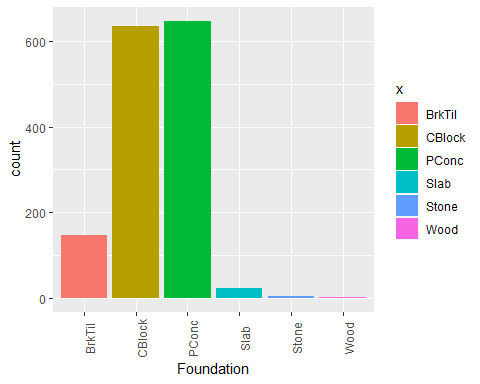 600
400
200
0
count
BrkTil
CBlock
PConc
Slab
Stone
Wood
Foundation
x
BrkTil
CBlock
PConc
Slab
Stone
Wood